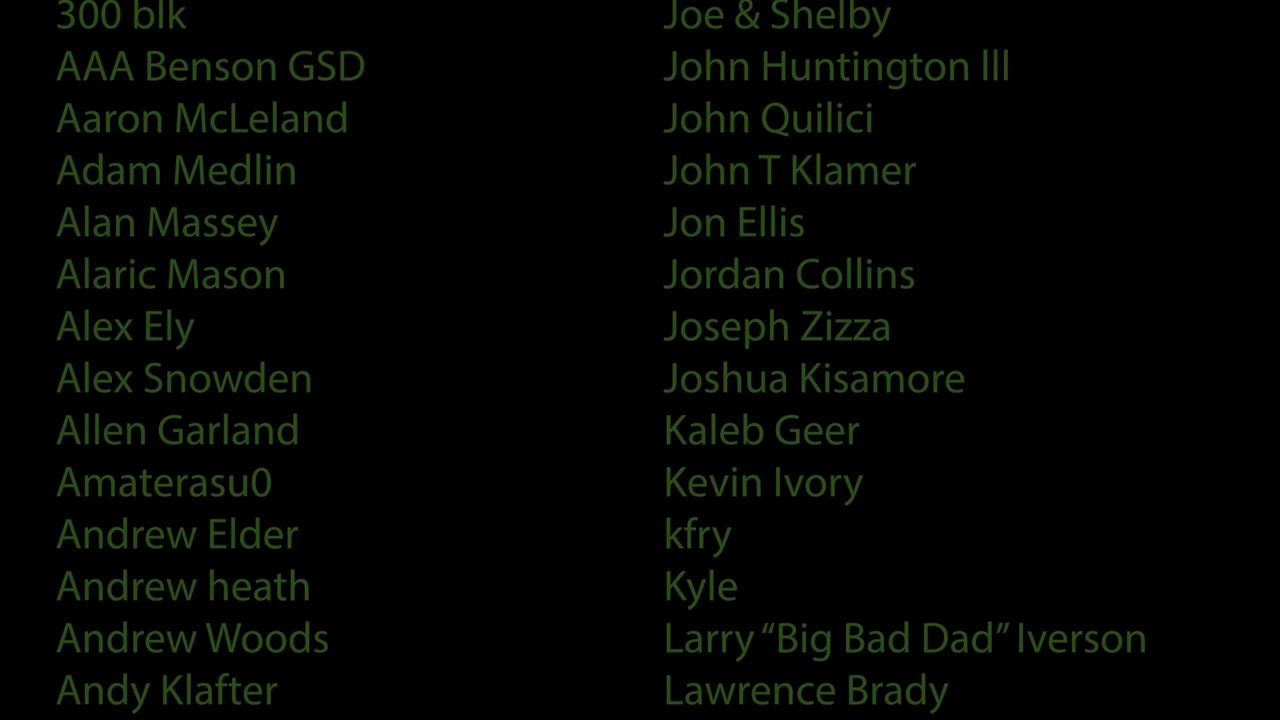 300 blk
AAA Benson GSD
Aaron McLeland
Adam Medlin
Alan Massey
Alaric Mason
Alex Ely
Alex Snowden
Allen Garland
Amaterasu0
Andrew Elder
Andrew heath
Andrew Woods
Andy Klafter
Joe & Shelby
John Huntington lll
John Quilici
John T Klamer
Jon Ellis
Jordan Collins
Joseph Zizza
Joshua Kisamore
Kaleb Geer
Kevin Ivory
kfry
Kyle
Larry “Big Bad Dad” Iverson
Lawrence Brady